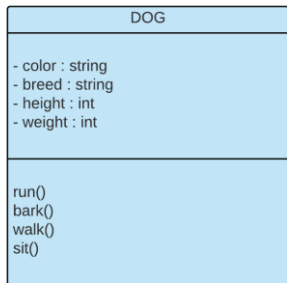 DOG
- color : string
- breed : string
- height : int
- weight : int
run()
bark()
walk()
sit()